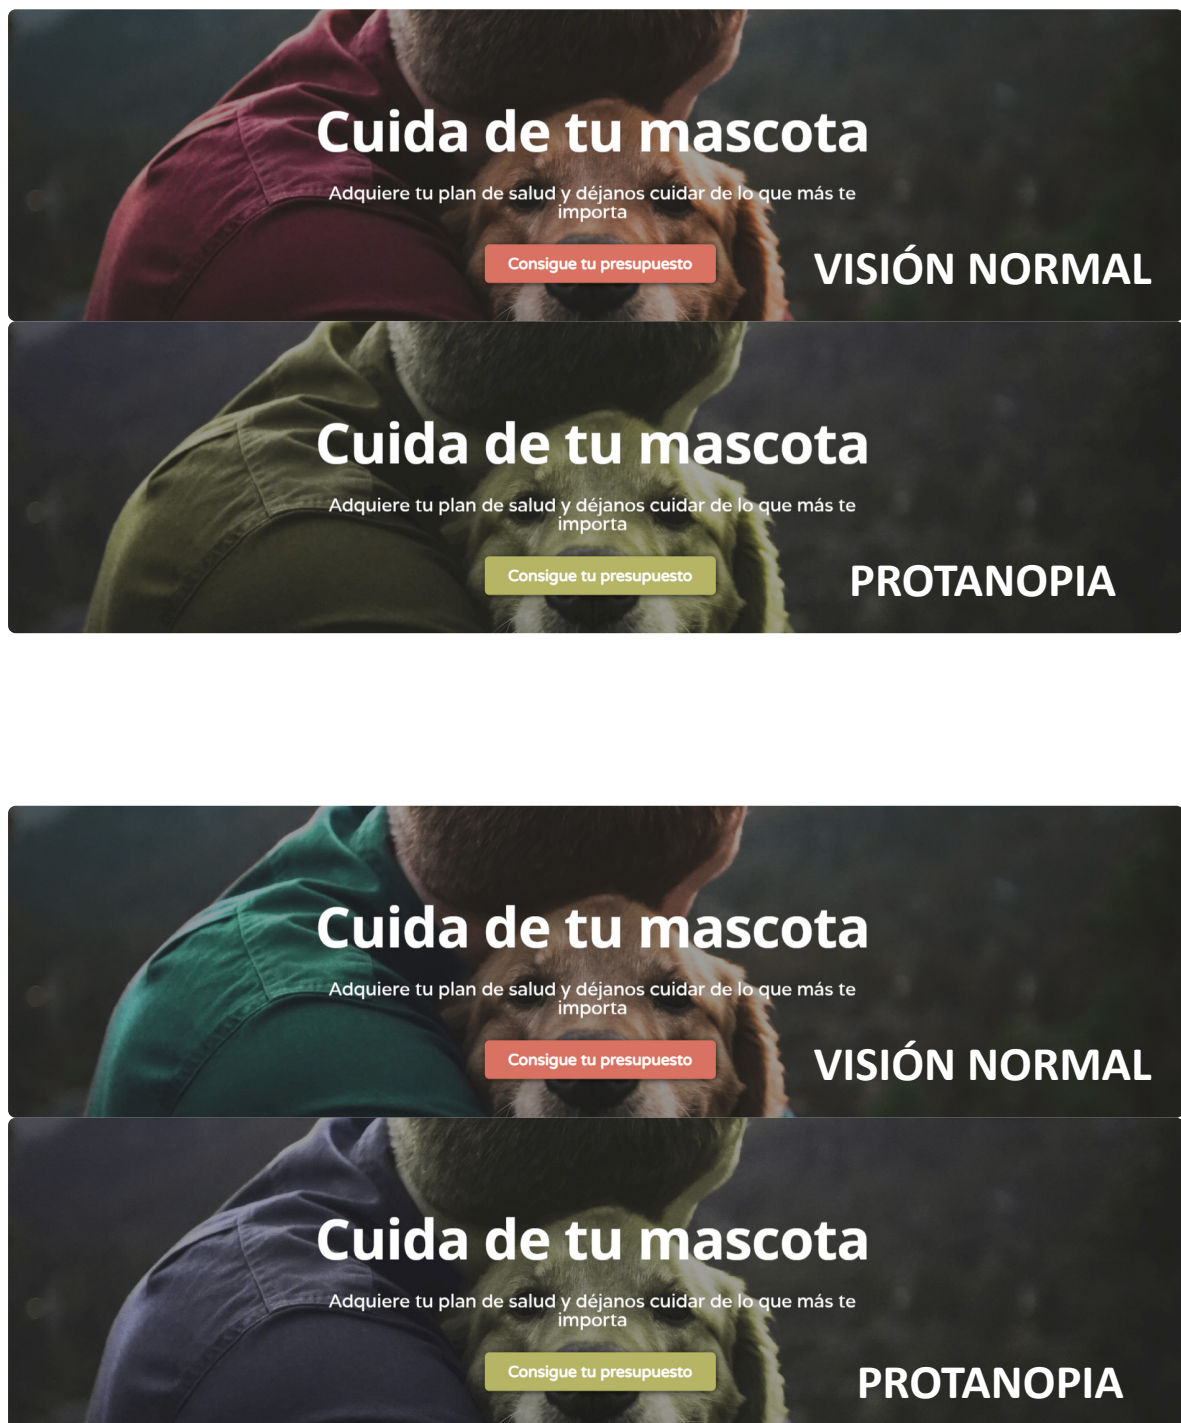 Cuida de tu mascota
Adquiere tu plan de salud y déjanos cuidar de lo que más te
importa
Consigue tu presupuesto
VISIÓN NORMAL
Cuida de tu mascota
Adquiere tu plan de salud y déjanos cuidar de lo que más te
importa
Consigue tu presupuesto
PROTANOPIA
Cuida de tu mascota
Adquiere tu plan de salud y déjanos cuidar de lo que más te
importa
Consigue tu presupuesto
VISIÓN NORMAL
Cuida de tu mascota
Adquiere tu plan de salud y déjanos cuidar de lo que más te
importa
Consigue tu presupuesto
PROTANOPIA